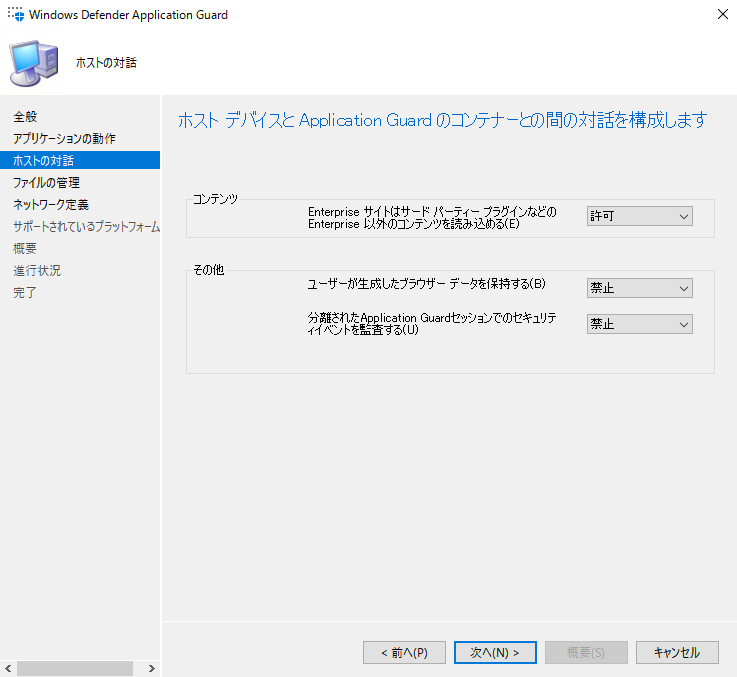 Windows Defender Application Guard
ホストの対話
全般
アプリケーションの動作
ホストの対話
ファイルの管理
ネットワーク定義
サポートされているプラットフォーム
概要
進行状況
完了
ホスト デバイスと Application Guard のコンテナーとの間の対話を構成します
コンテンツ
Enterprise サイトはサード パーティー プラグインなどの
Enterprise 以外のコンテンツを読み込める(E)
許可
その他
ユーザーが生成したブラウザー データを保持する(B)
禁止
分離されたApplication Guardセッションでのセキュリテ
ィイベントを監査する(U)
禁止
< 前へ(P)
次へ(N) >
概要(S)
キャンセル